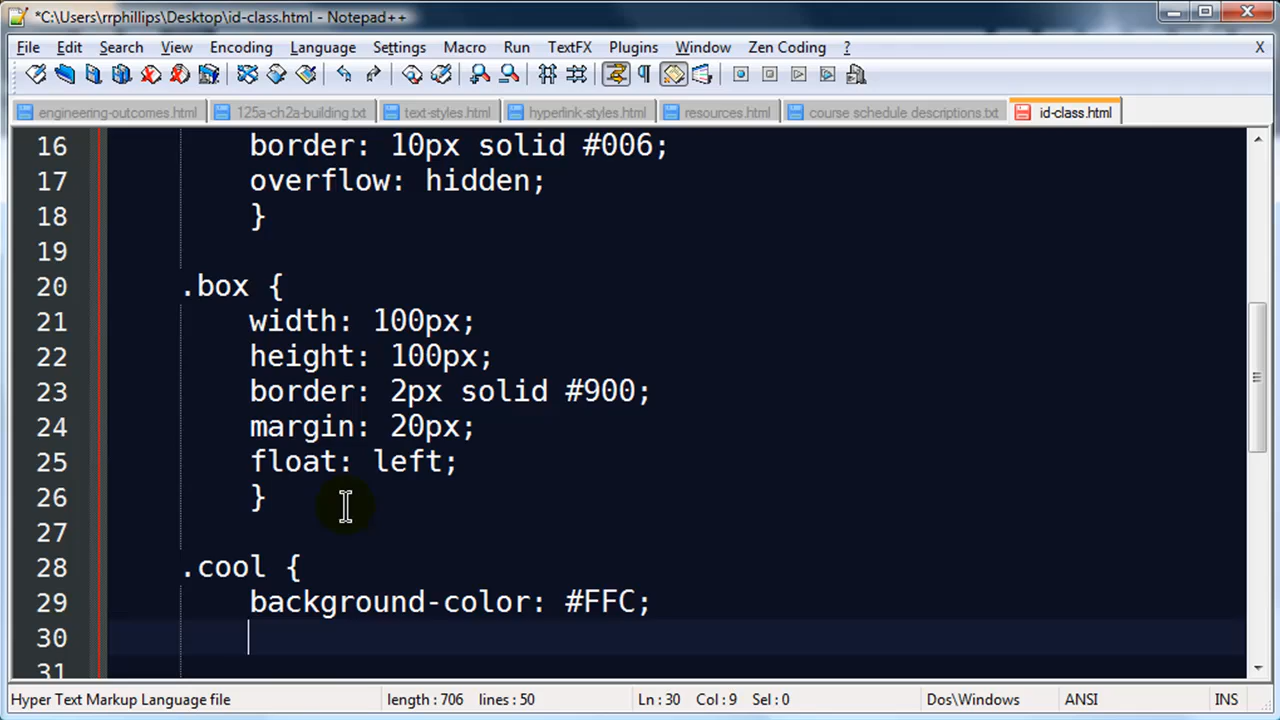 *C:\Users\rrphillips\Desktop\id-class.html - Notepad++
File Edit Search View Encoding Language Settings Macro Run TextFX Plugins Window Zen Coding ? X
engineering-outcomes.html 125a-ch2a-building.txt text-styles.html hyperlink-styles.html resources.html course schedule descriptions.txt id-class.html
16 border: 10px solid #006;
17 overflow: hidden;
18 }
19
20 .box {
21 width: 100px;
22 height: 100px;
23 border: 2px solid #900;
24 margin: 20px;
25 float: left;
26 }
27
28 .cool {
29 background-color: #FFC;
30
31
Hyper Text Markup Language file length : 706 lines : 50 Ln : 30 Col : 9 Sel : 0 Dos\Windows ANSI INS